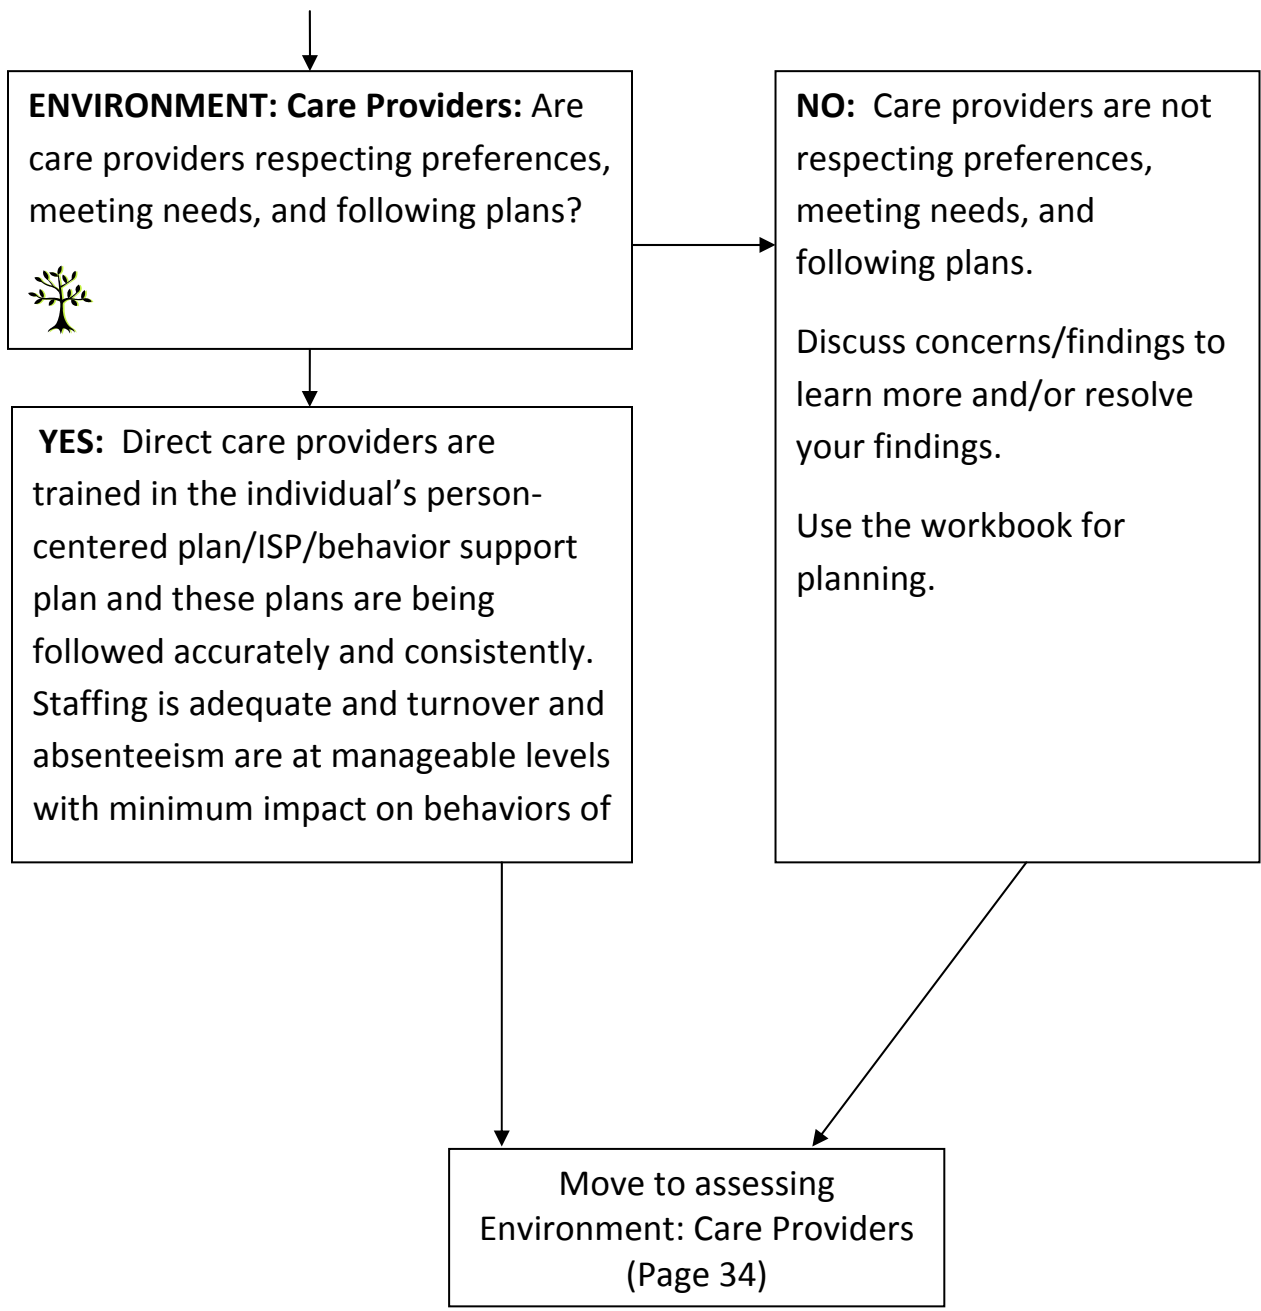 ENVIRONMENT: Care Providers: Are
care providers respecting preferences,
meeting needs, and following plans?
NO: Care providers are not
respecting preferences,
meeting needs, and
following plans.
Discuss concerns/findings to
learn more and/or resolve
your findings.
Use the workbook for
planning.
YES: Direct care providers are
trained in the individual’s person-
centered plan/ISP/behavior support
plan and these plans are being
followed accurately and consistently.
Staffing is adequate and turnover and
absenteeism are at manageable levels
with minimum impact on behaviors of
Move to assessing
Environment: Care Providers
(Page 34)